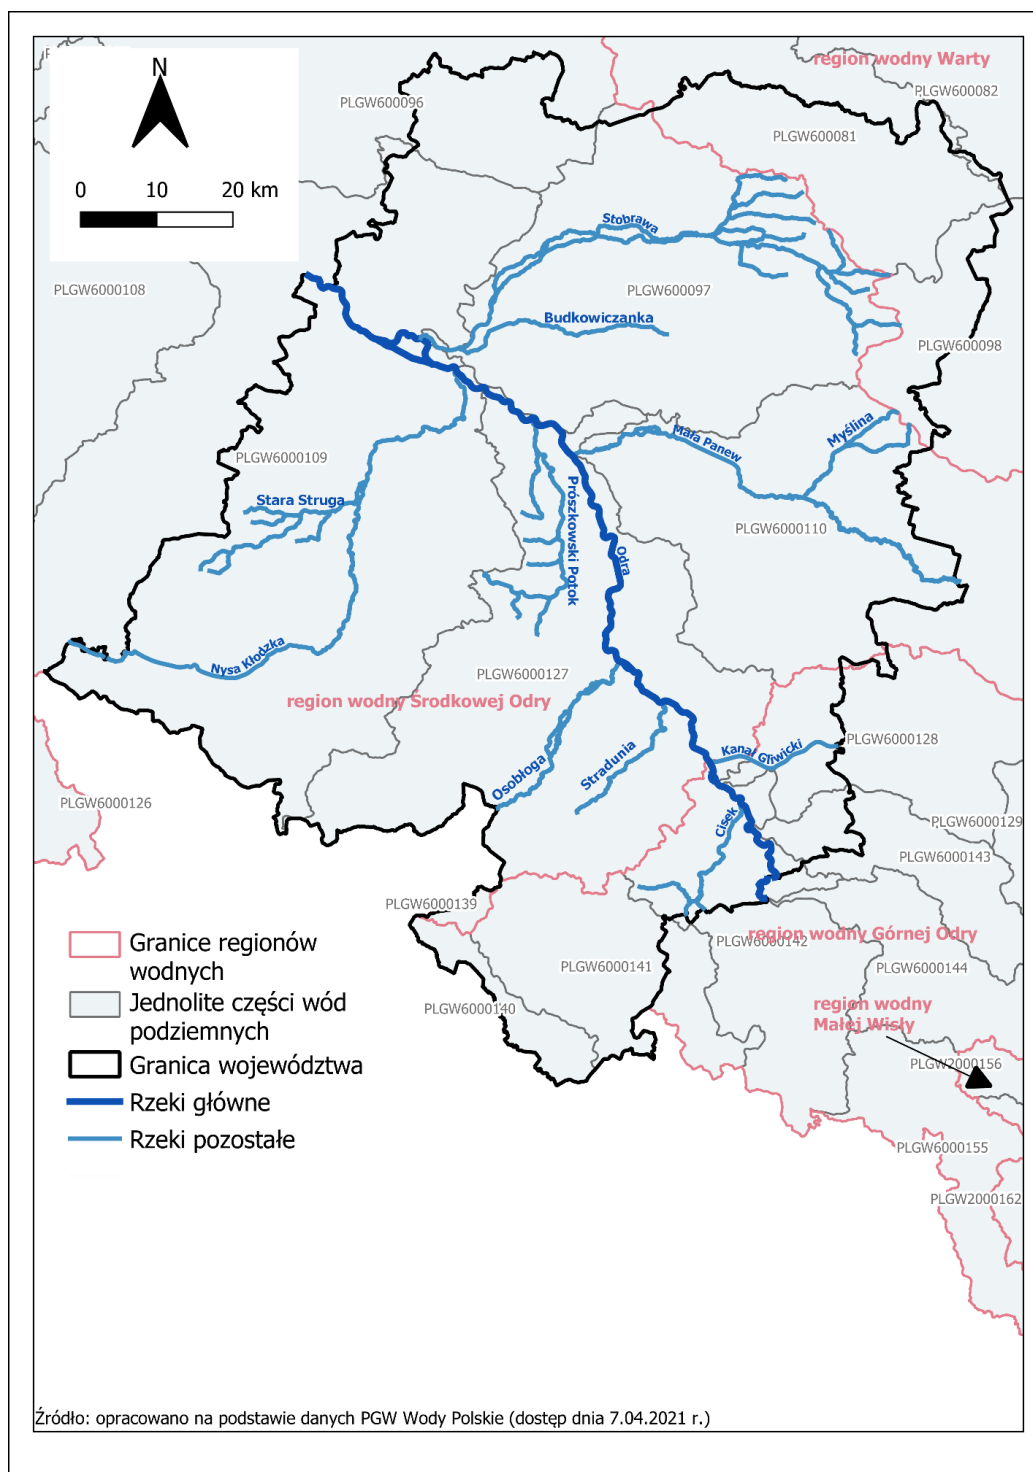 region wodny Warty
PLGW600082
PLGW600096
PLGW600081
N
0 10 20 km
Stobrawa
PLGW6000108
PLGW600097
Budkowiczanka
PLGW600098
Myślina
Mała Panew
PLGW6000109
Stara Struga
Prószkowski Potok
PLGW6000110
Odra
Nysa Kłodzka
PLGW6000127
region wodny Środkowej Odry
PLGW6000128
Kanał Gliwicki
Stradunia
Osobłoga
PLGW6000126
Cisek
PLGW6000129
PLGW6000143
PLGW6000139
region wodny Górnej Odry
PLGW6000142
PLGW6000141
PLGW6000144
PLGW6000140
region wodny
Małej Wisły
PLGW2000156
PLGW6000155
PLGW2000162
Granice regionów
wodnych
Jednolite części wód
podziemnych
Granica województwa
Rzeki główne
Rzeki pozostałe
Źródło: opracowano na podstawie danych PGW Wody Polskie (dostęp dnia 7.04.2021 r.)